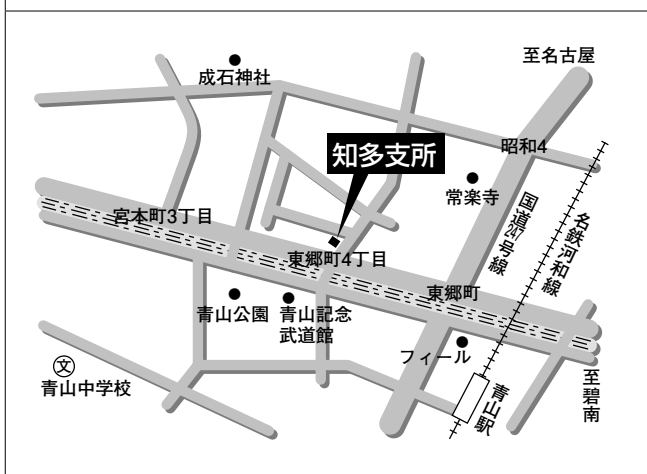 至名古屋
成石神社
昭和4
知多支所
常楽寺
国道247号線
名鉄河和線
宮本町3丁目
東郷町4丁目
東郷町
青山公園
青山記念
武道館
フィール
文
青山中学校
青山駅
至碧南